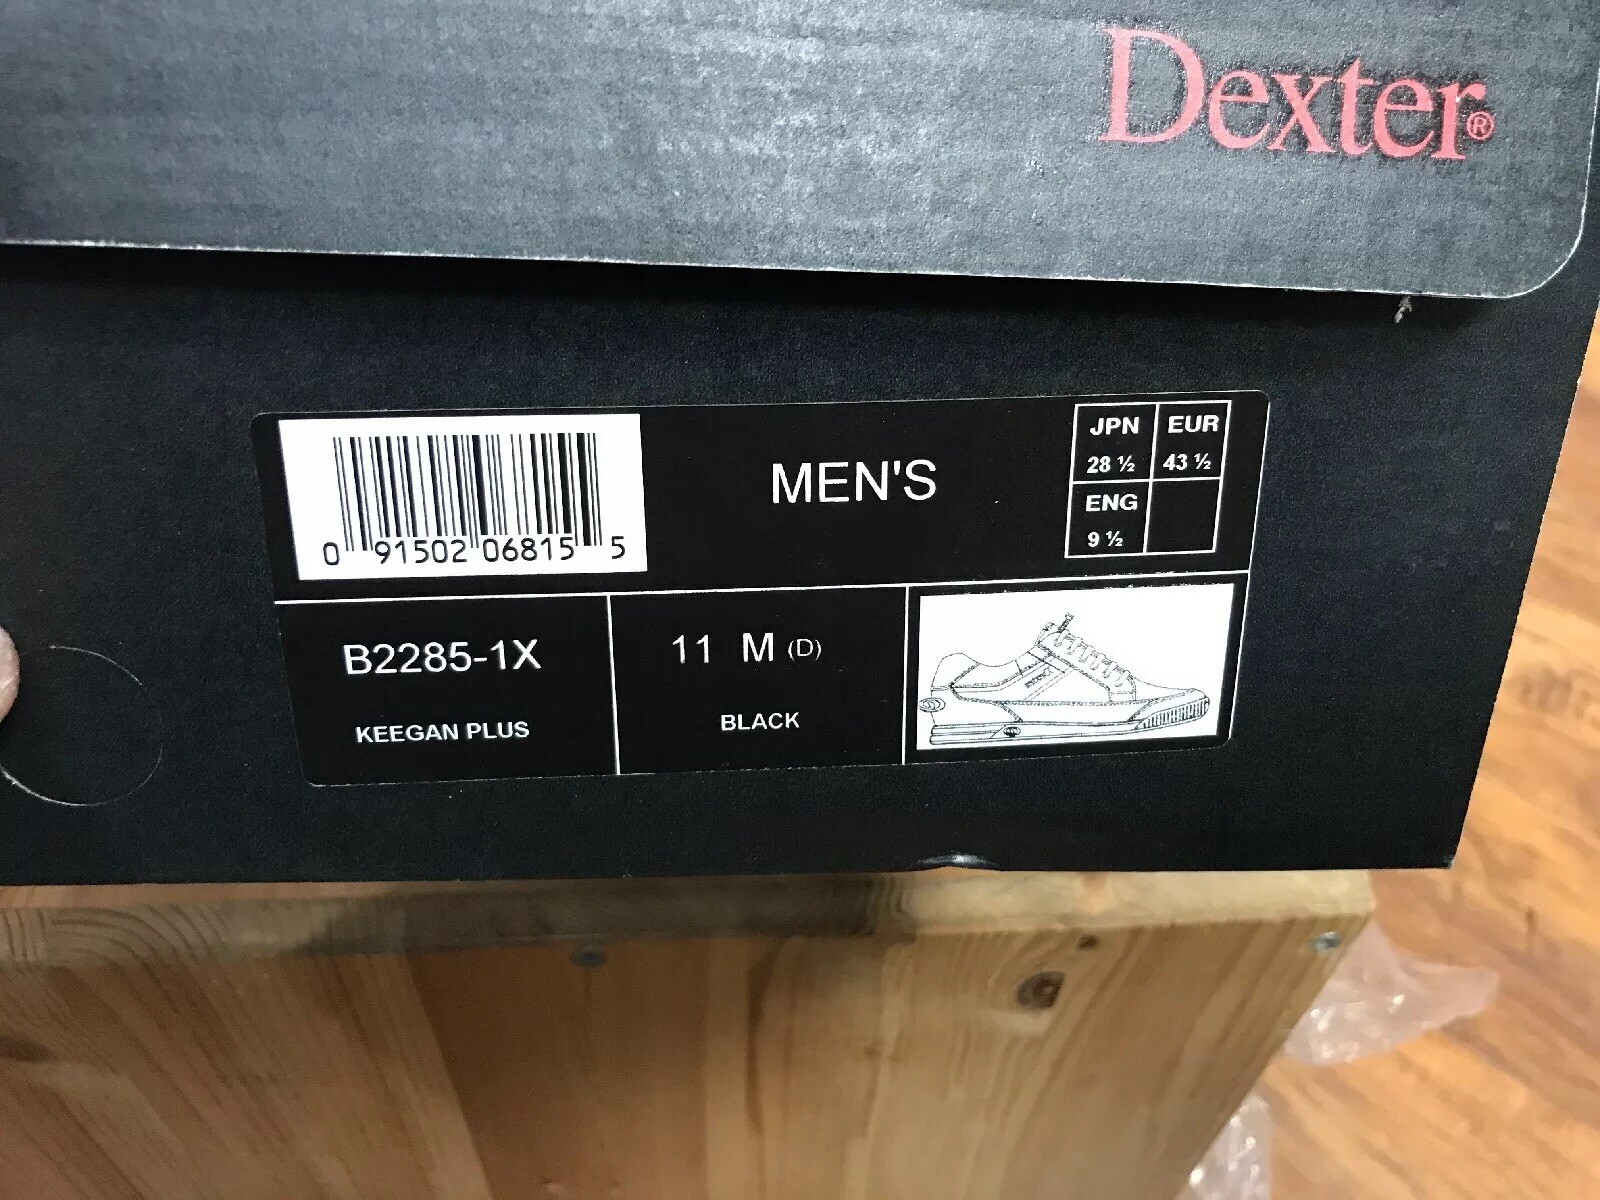 Dexter®
MEN'S
JPN EUR
28 ½ 43 ½
ENG
9 ½
0 91502 06815 5
B2285-1X
KEEGAN PLUS
11 M (D)
BLACK